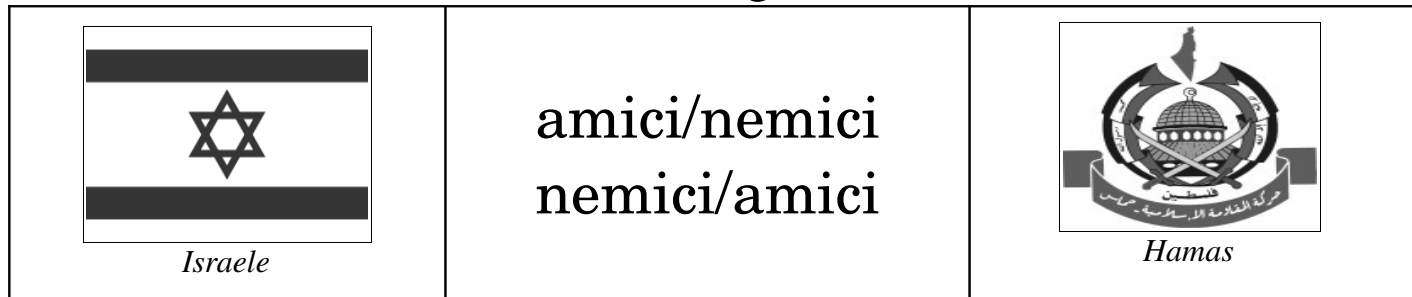 amici/nemici
nemici/amici
Israele
Hamas
فلسطين
حركة المقاومة الإسلامية - حماس